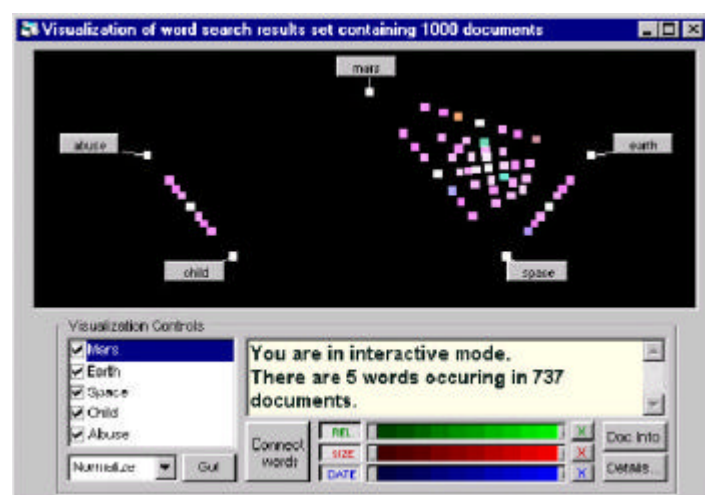 Visualization of word search results set containing 1000 documents
mars
abuse
earth
child
space
Visualization Controls
Mars
Earth
Space
Child
Abuse
You are in interactive mode.
There are 5 words occuring in 737
documents.
Normalize
Go!
Connect
words
REL
SIZE
DATE
X
X
X
Doc Info
Details...